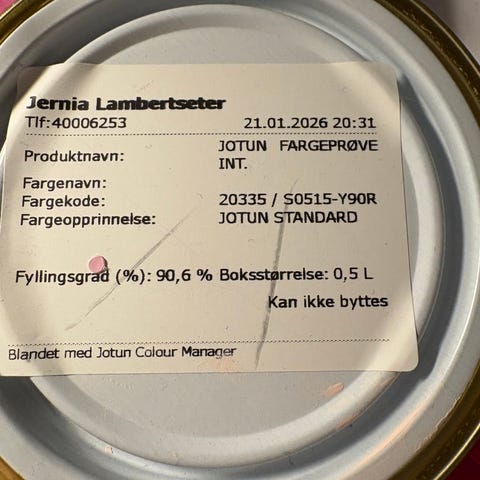 Jernia Lambertseter
Tlf:40006253 21.01.2026 20:31
Produktnavn: JOTUN FARGEPRØVE
INT.
Fargenavn:
Fargekode: 20335 / S0515-Y90R
Fargeopprinnelse: JOTUN STANDARD
Fyllingsgrad (%): 90,6 % Boksstørrelse: 0,5 L
Kan ikke byttes
Blandet med Jotun Colour Manager